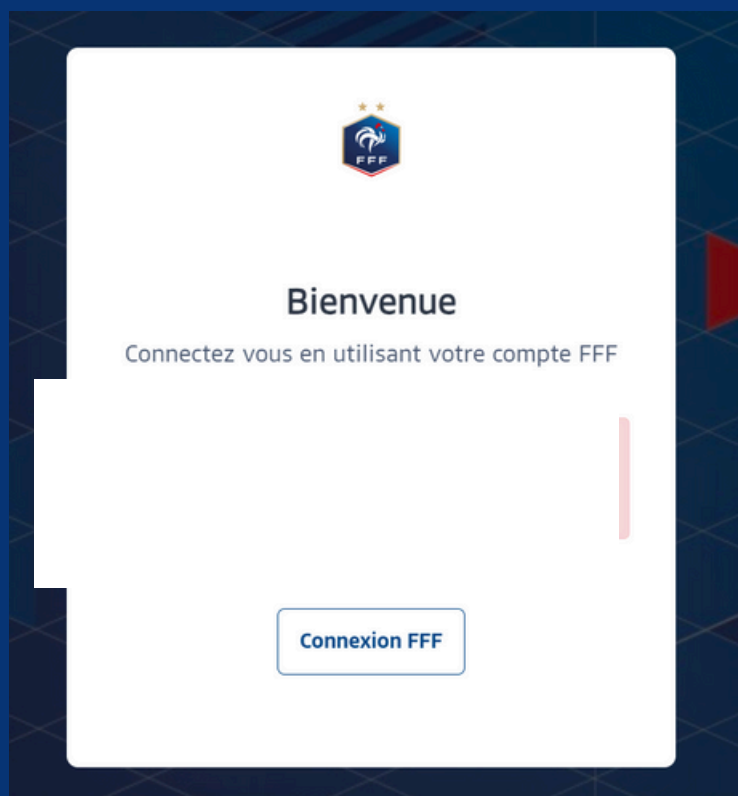 FFF
Bienvenue
Connectez vous en utilisant votre compte FFF
Connexion FFF